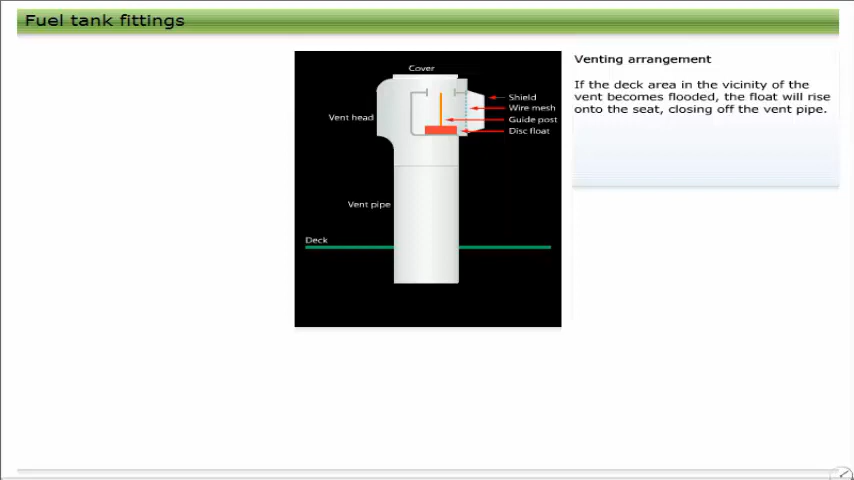 Fuel tank fittings
Cover
Shield
Wire mesh
Vent head
Guide post
Disc float
Vent pipe
Deck
Venting arrangement
If the deck area in the vicinity of the
vent becomes flooded, the float will rise
onto the seat, closing off the vent pipe.